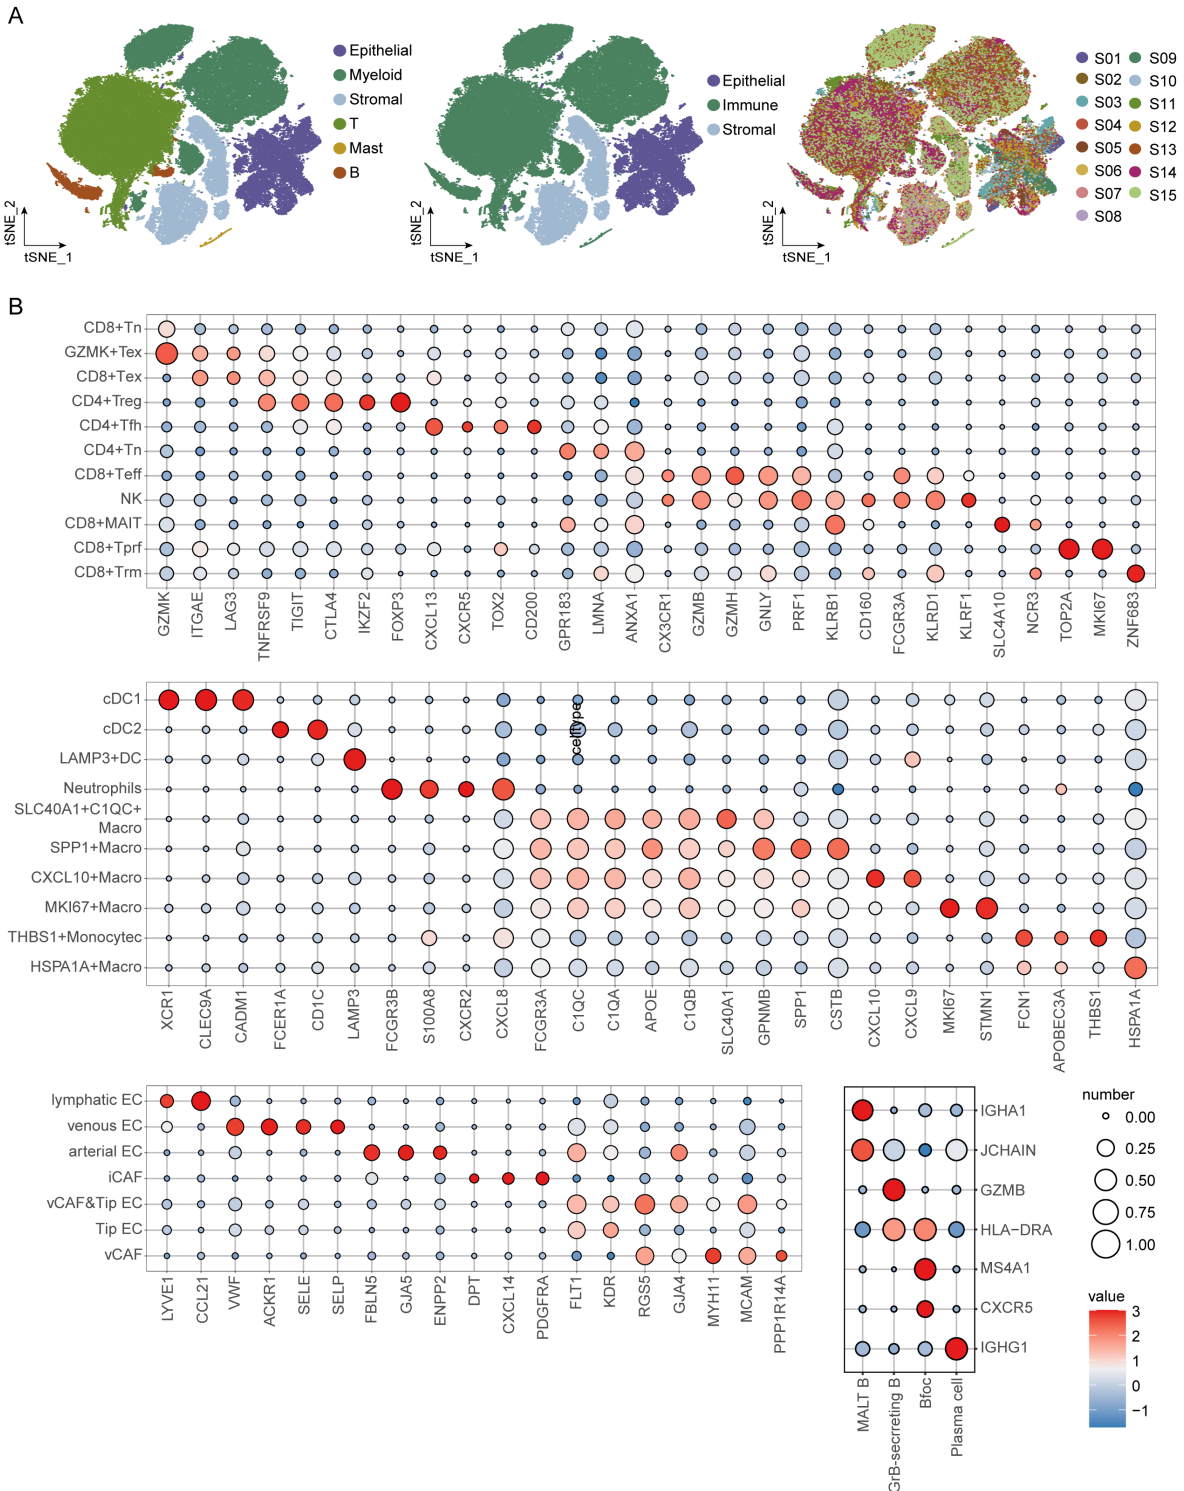 A
Epithelial
Myeloid
Stromal
T
Mast
B
tSNE_2
tSNE_1
Epithelial
Immune
Stromal
tSNE_2
tSNE_1
S01
S02
S03
S04
S05
S06
S07
S08
S09
S10
S11
S12
S13
S14
S15
tSNE_2
tSNE_1
B
CD8+Tn
GZMK+Tex
CD8+Tex
CD4+Treg
CD4+Tfh
CD4+Tn
CD8+Teff
NK
CD8+MAIT
CD8+Tprf
CD8+Trm
GZMK
ITGAE
LAG3
TNFRSF9
TIGIT
CTLA4
IKZF2
FOXP3
CXCL13
CXCR5
TOX2
CD200
GPR183
LMNA
ANXA1
CX3CR1
GZMB
GZMH
GNLY
PRF1
KLRB1
CD160
FCGR3A
KLRD1
KLRF1
SLC4A10
NCR3
TOP2A
MKI67
ZNF683
cDC1
cDC2
LAMP3+DC
Neutrophils
SLC40A1+C1QC+
Macro
SPP1+Macro
CXCL10+Macro
MKI67+Macro
THBS1+Monocytec
HSPA1A+Macro
celltype
XCR1
CLEC9A
CADM1
FCER1A
CD1C
LAMP3
FCGR3B
S100A8
CXCR2
CXCL8
FCGR3A
C1QC
C1QA
APOE
C1QB
SLC40A1
GPNMB
SPP1
CSTB
CXCL10
CXCL9
MKI67
STMN1
FCN1
APOBEC3A
THBS1
HSPA1A
lymphatic EC
venous EC
arterial EC
iCAF
vCAF&Tip EC
Tip EC
vCAF
LYVE1
CCL21
VWF
ACKR1
SELE
SELP
FBLN5
GJA5
ENPP2
DPT
CXCL14
PDGFRA
FLT1
KDR
RGS5
GJA4
MYH11
MCAM
PPP1R14A
IGHA1
JCHAIN
GZMB
HLA−DRA
MS4A1
CXCR5
IGHG1
MALT B
GrB-secrreting B
Bfoc
Plasma cell
number
0.00
0.25
0.50
0.75
1.00
value
3
2
1
0
−1